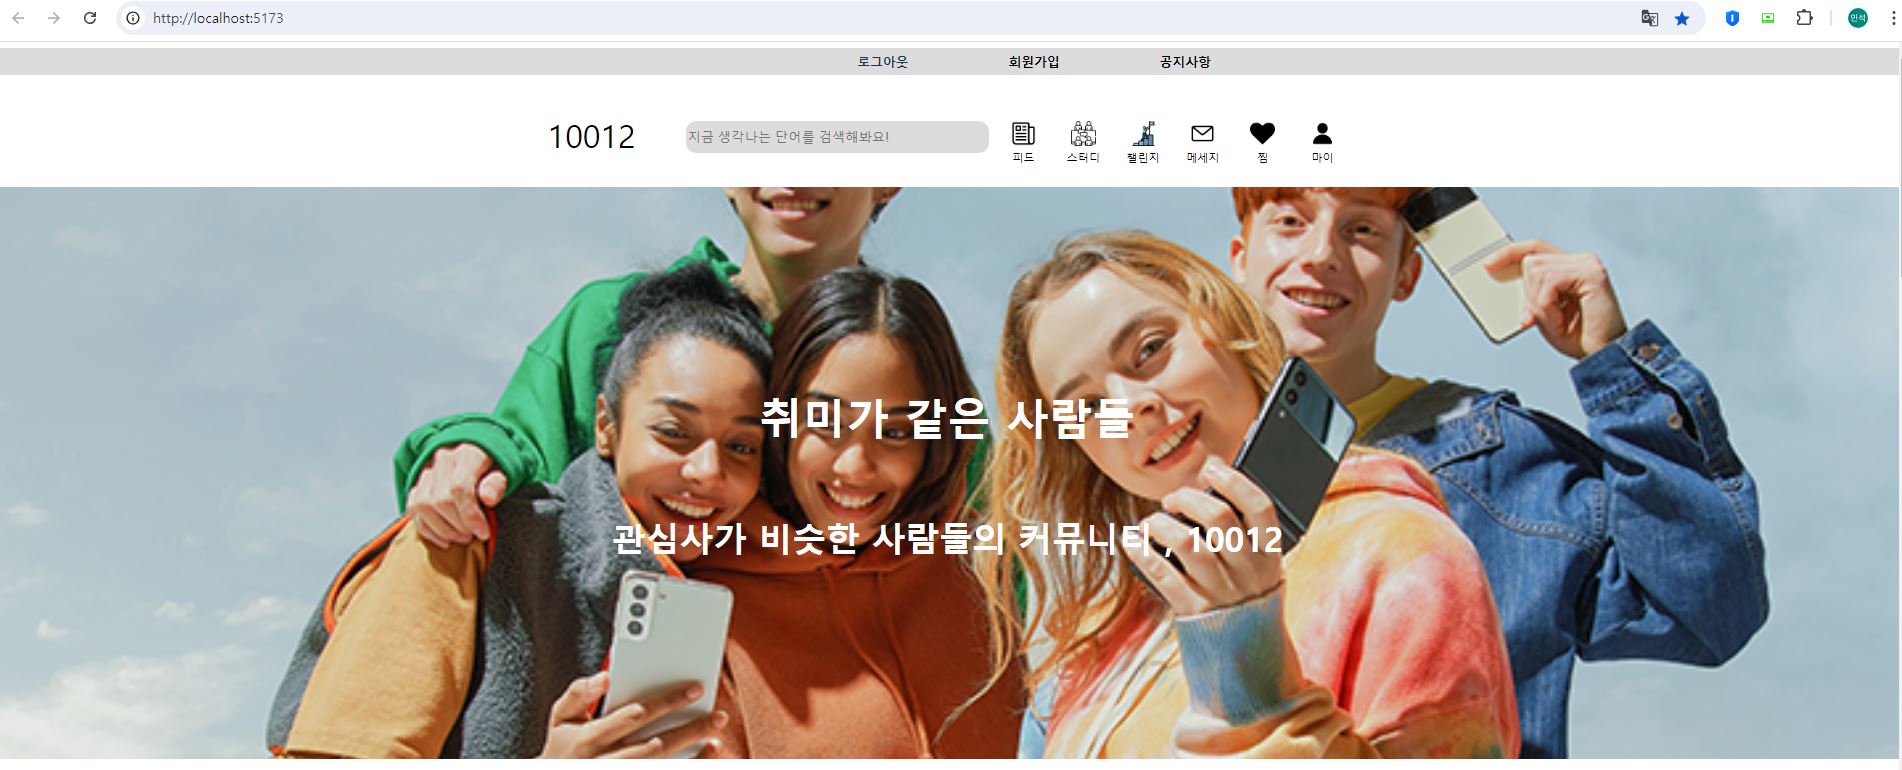 http://localhost:5173
민석
로그아웃 회원가입 공지사항
10012 지금 생각나는 단어를 검색해봐요!
피드 스터디 챌린지 메세지 찜 마이
취미가 같은 사람들
관심사가 비슷한 사람들의 커뮤니티 , 10012